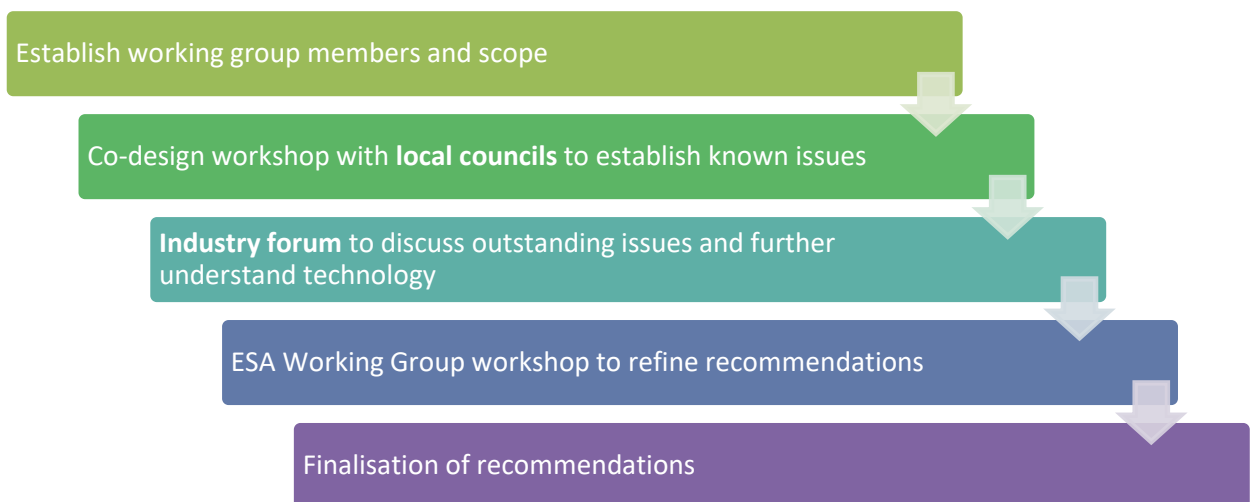 Establish working group members and scope
Co-design workshop with local councils to establish known issues
Industry forum to discuss outstanding issues and further
understand technology
ESA Working Group workshop to refine recommendations
Finalisation of recommendations